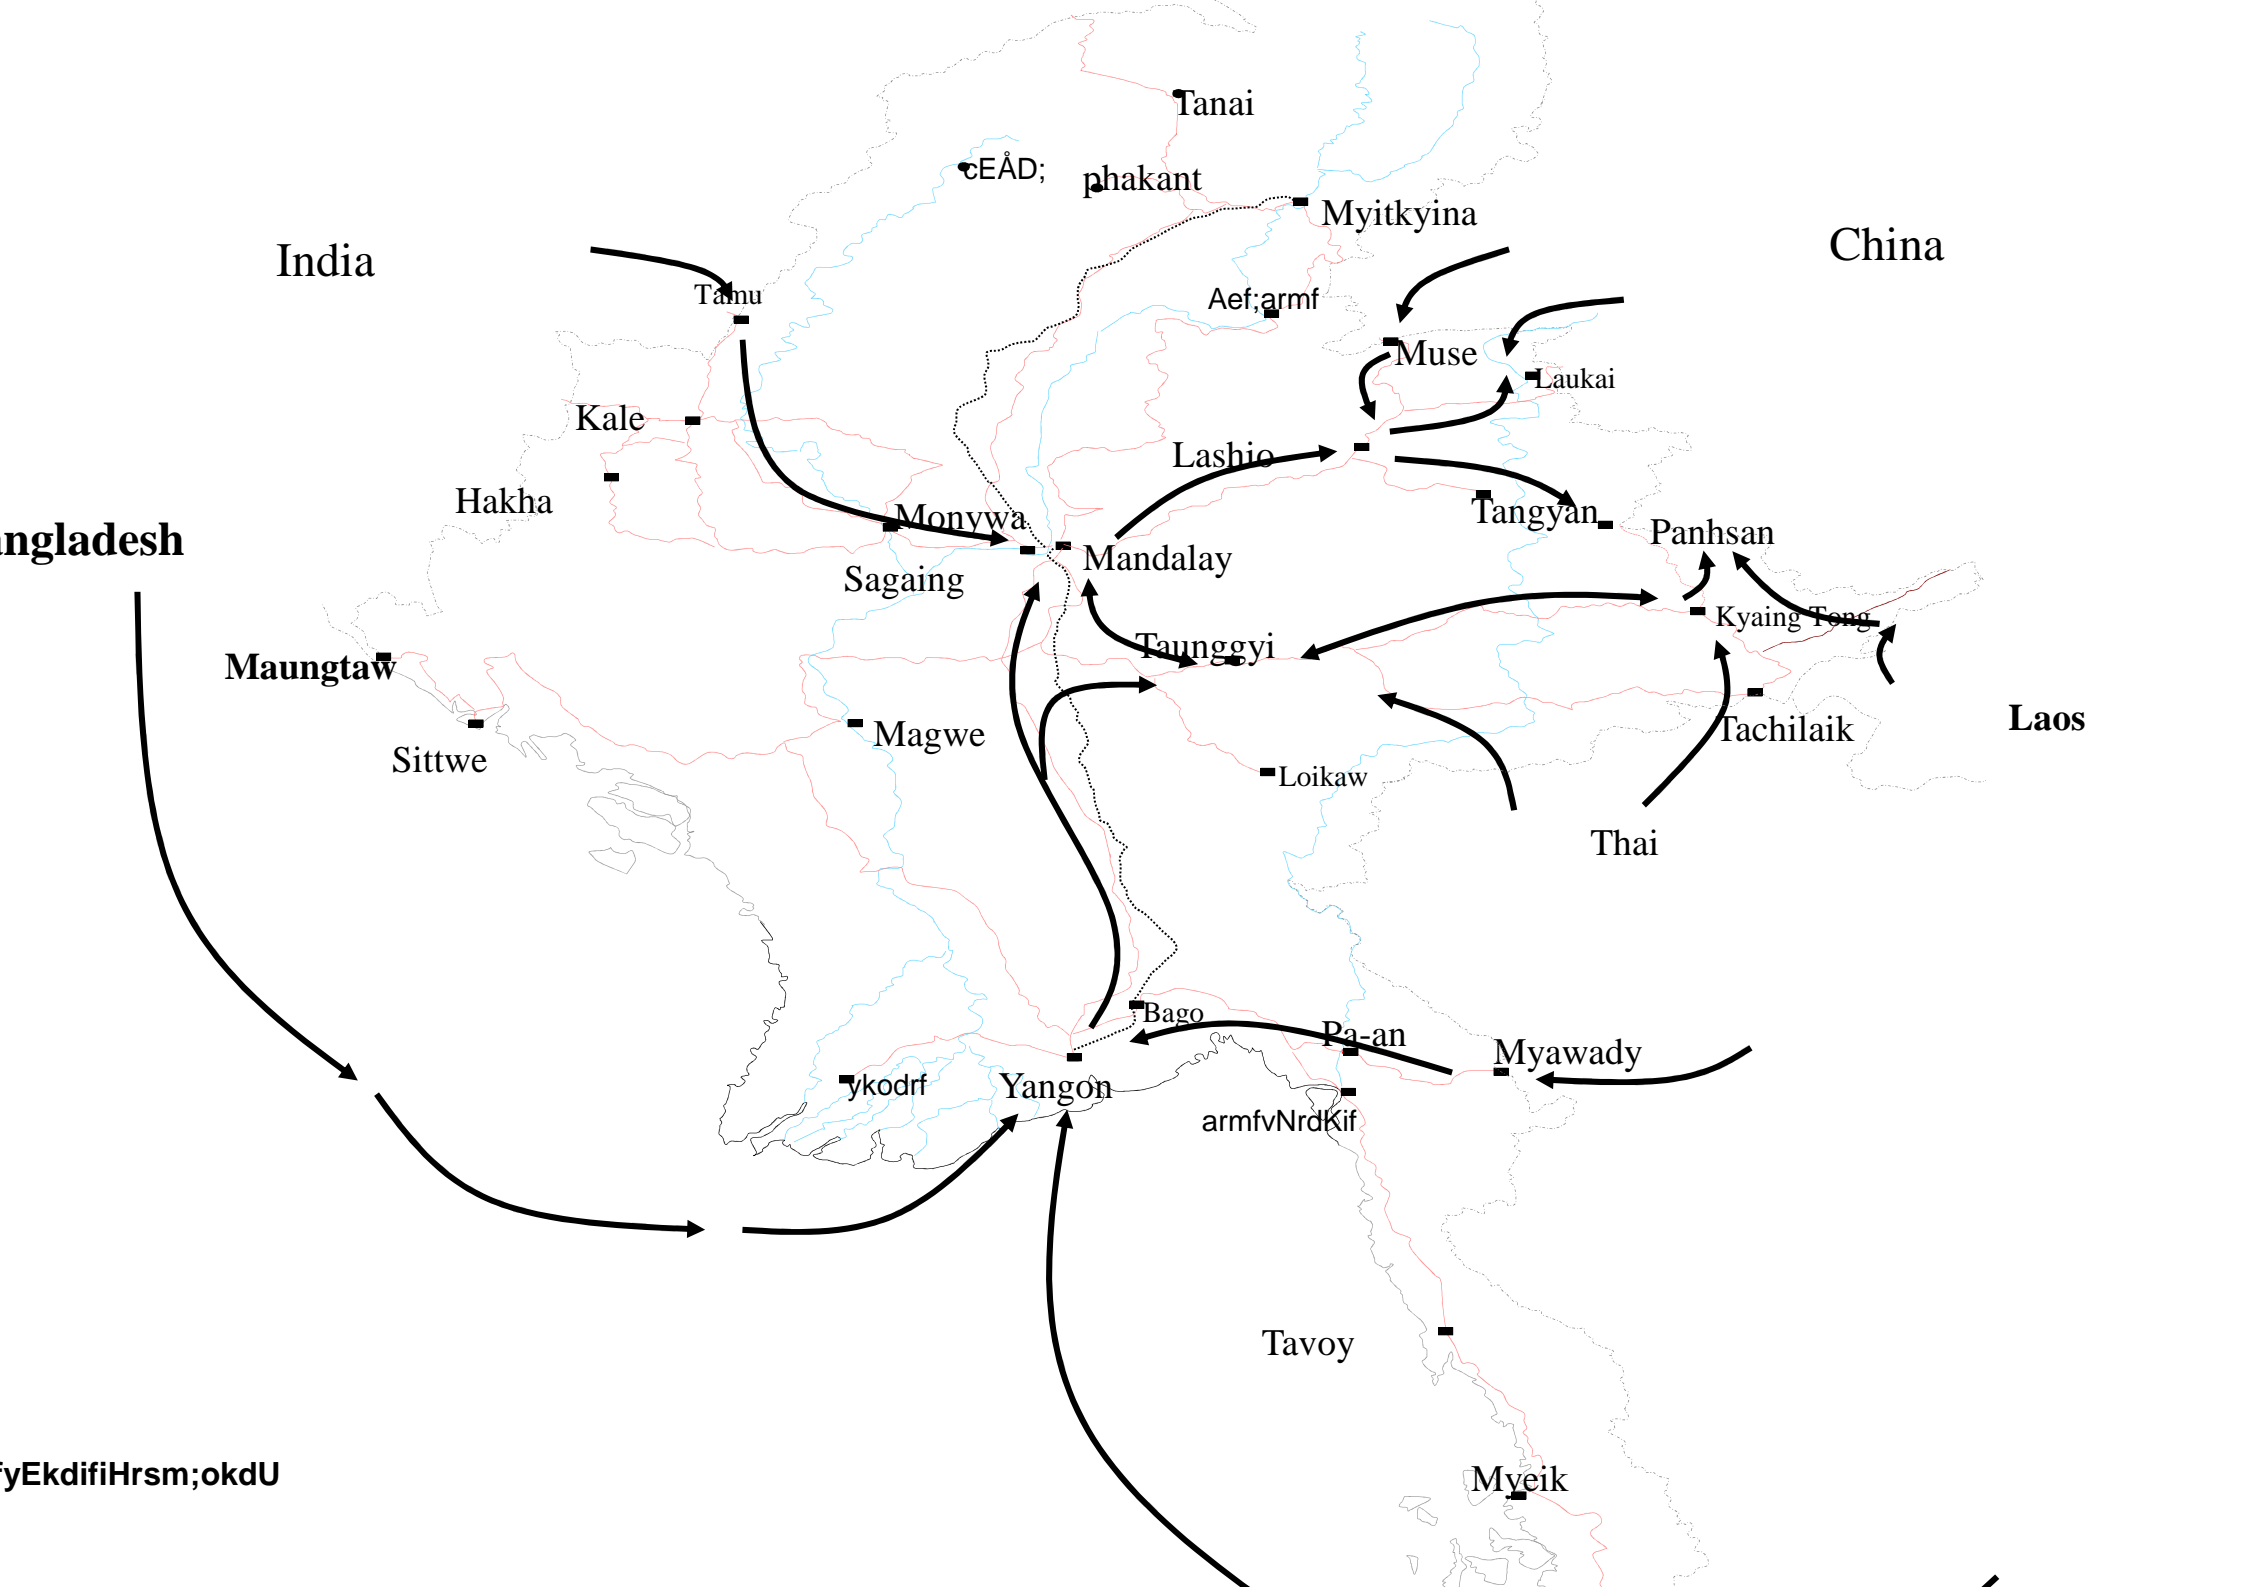 Tanai
cEÅD;
phakant
Myitkyina
India
China
Tamu
Aef;armf
Muse
Laukai
Kale
Lashio
Hakha
Monywa
Tangyan
Panhsan
angladesh
Mandalay
Sagaing
Kyaing Tong
Taunggyi
Maungtaw
Laos
Magwe
Tachilaik
Sittwe
Loikaw
Thai
Bago
Pa-an
Myawady
ykodrf
Yangon
armfvNrdKif
Tavoy
fyEkdifiHrsm;okdU
Myeik